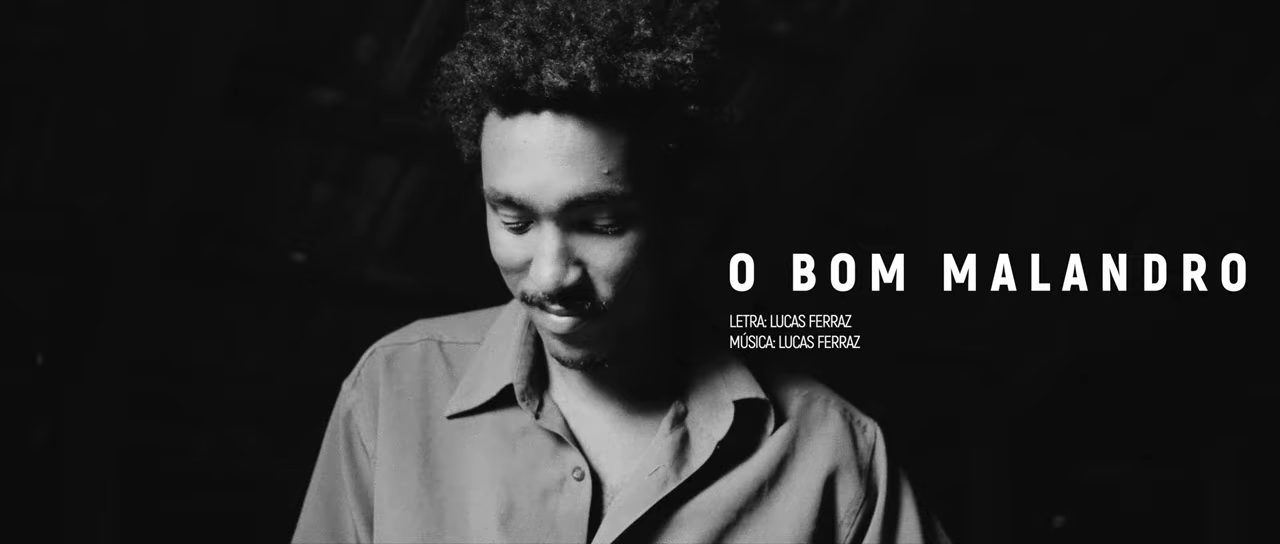 O BOM MALANDRO
LETRA: LUCAS FERRAZ
MÚSICA: LUCAS FERRAZ